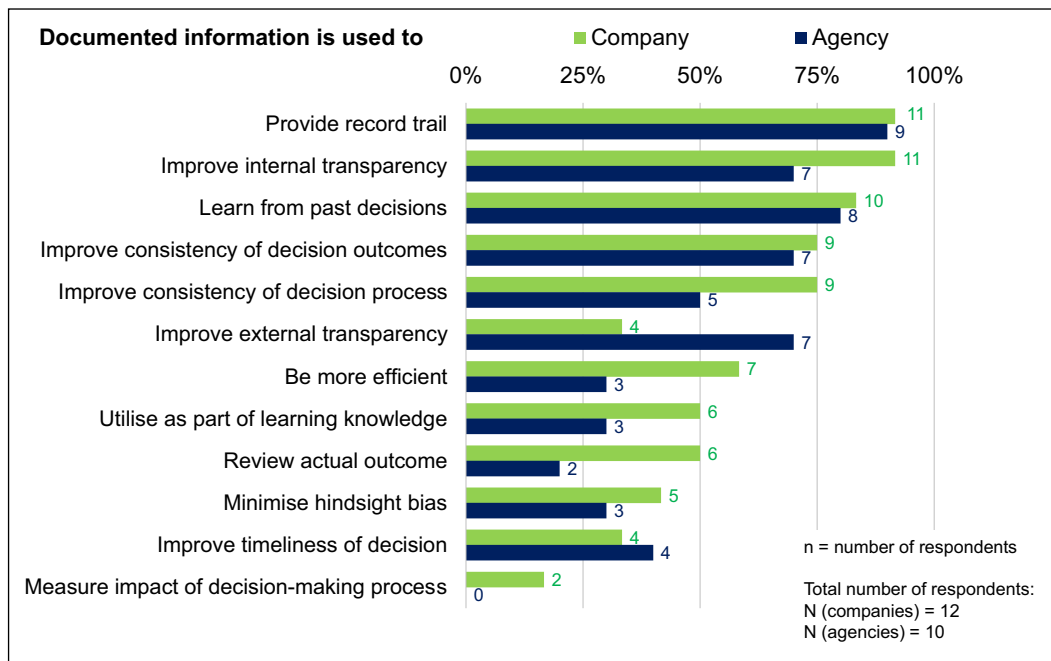 Documented information is used to Company Agency
0% 25% 50% 75% 100%
Provide record trail 11
9
Improve internal transparency 11
7
Learn from past decisions 10
8
Improve consistency of decision outcomes 9
7
Improve consistency of decision process 9
5
Improve external transparency 4
7
Be more efficient 7
3
Utilise as part of learning knowledge 6
3
Review actual outcome 6
2
Minimise hindsight bias 5
3
Improve timeliness of decision 4
4
Measure impact of decision-making process 2
0
n = number of respondents
Total number of respondents:
N (companies) = 12
N (agencies) = 10